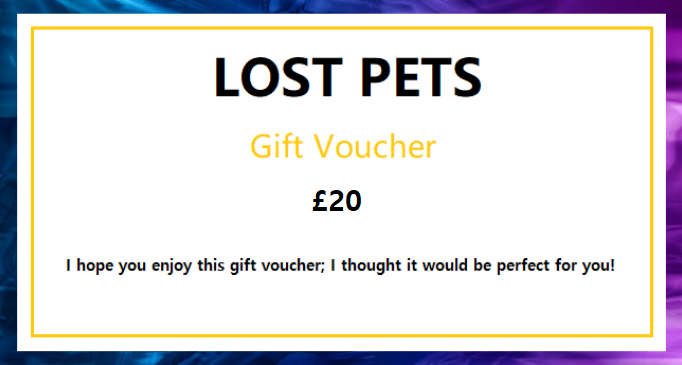 LOST PETS
Gift Voucher
£20
I hope you enjoy this gift voucher; I thought it would be perfect for you!